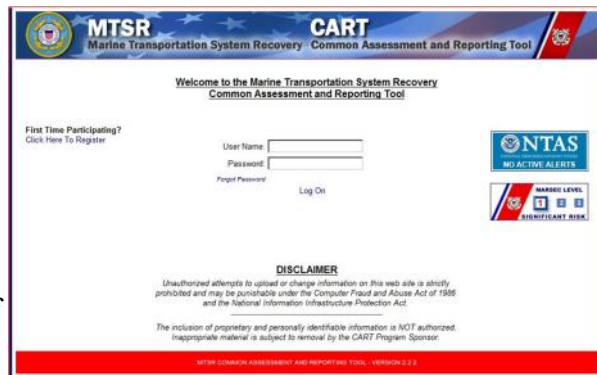 MTSR CART
Marine Transportation System Recovery Common Assessment and Reporting Tool
Welcome to the Marine Transportation System Recovery
Common Assessment and Reporting Tool
First Time Participating?
Click Here To Register
User Name:
Password:
Forgot Password
Log On
NTAS
NO ACTIVE ALERTS
MARSEC LEVEL
1 2 3
SIGNIFICANT RISK
DISCLAIMER
Unauthorized attempts to upload or change information on this web site is strictly
prohibited and may be punishable under the Computer Fraud and Abuse Act of 1986
and the National Information Infrastructure Protection Act.
The inclusion of proprietary and personally identifiable information is NOT authorized.
Inappropriate material is subject to removal by the CART Program Sponsor.
MTSR COMMON ASSESSMENT AND REPORTING TOOL - VERSION 2.2.2